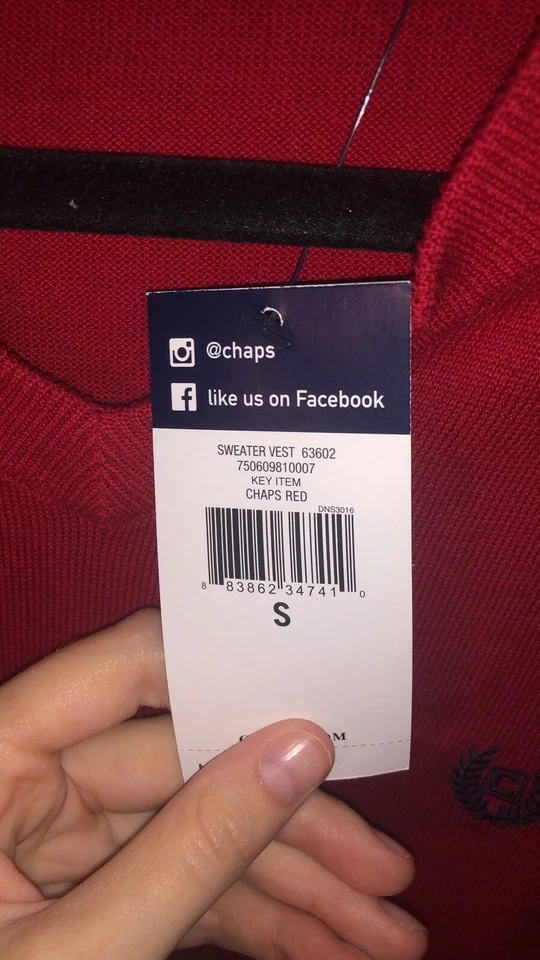 @chaps
like us on Facebook
SWEATER VEST 63602
750609810007
KEY ITEM
CHAPS RED
DNS3016
8 83862 34741 0
S